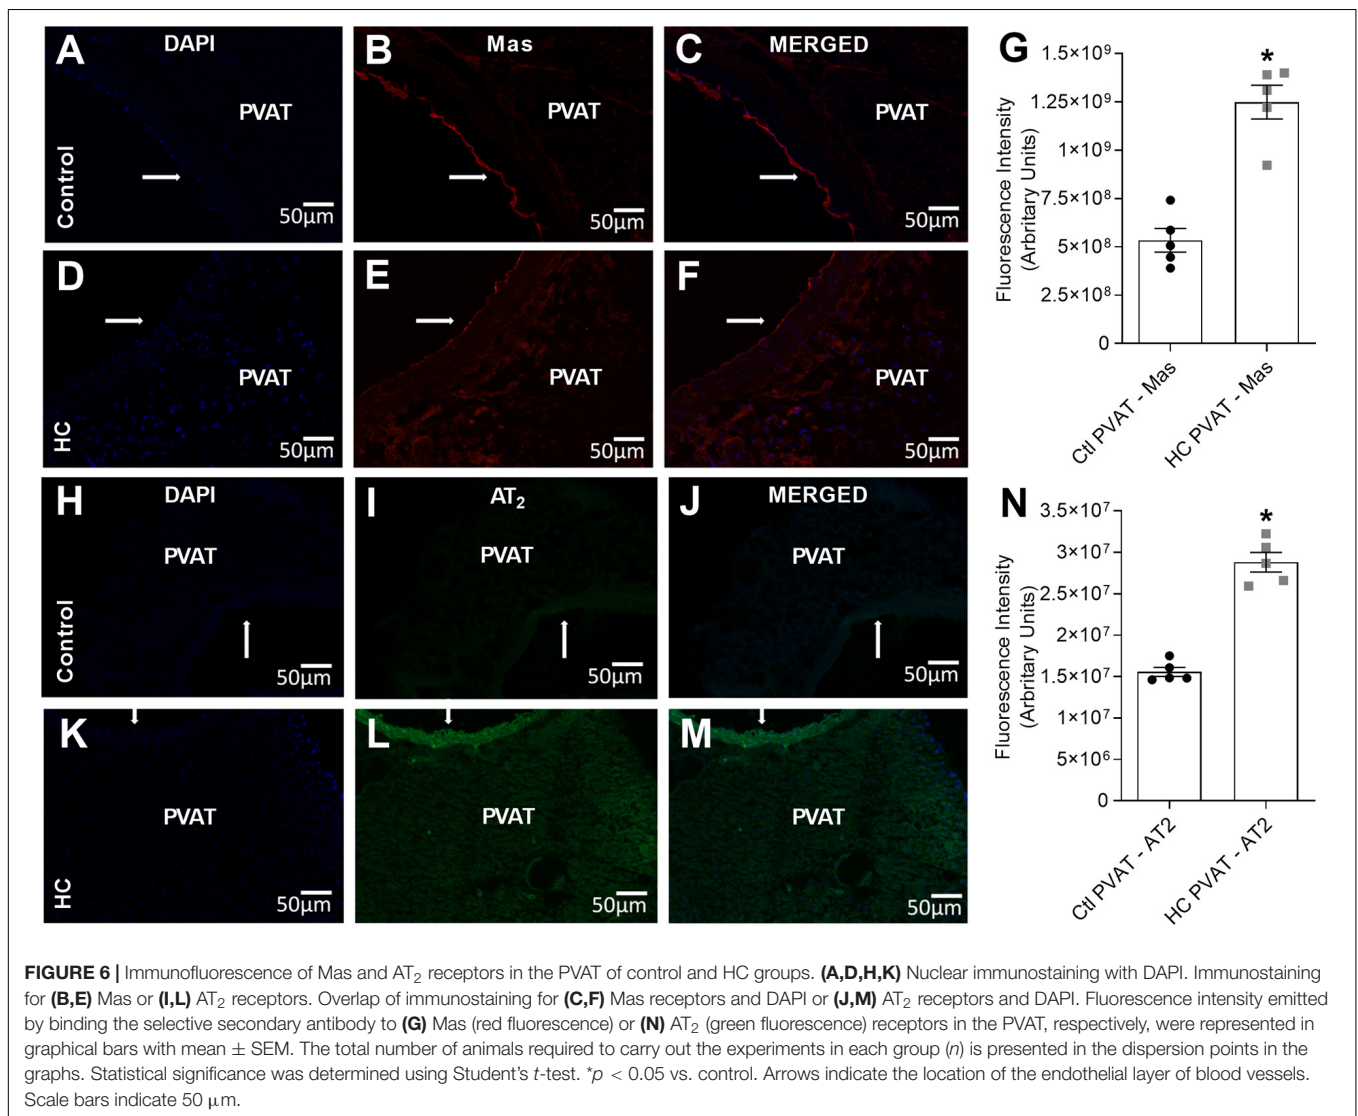 A DAPI PVAT Control 50µm
B Mas PVAT 50µm
C MERGED PVAT 50µm
D PVAT HC 50µm
E PVAT 50µm
F PVAT 50µm
G
Fluorescence Intensity
(Arbritary Units)
1.5×10⁹
1.25×10⁹
1×10⁹
7.5×10⁸
5×10⁸
2.5×10⁸
0
*
Ctl PVAT - Mas
HC PVAT - Mas
H DAPI PVAT Control 50µm
I AT₂ PVAT 50µm
J MERGED PVAT 50µm
K PVAT HC 50µm
L PVAT 50µm
M PVAT 50µm
N
Fluorescence Intensity
(Arbritary Units)
3.5×10⁷
3×10⁷
2.5×10⁷
2×10⁷
1.5×10⁷
1×10⁷
5×10⁶
0
*
Ctl PVAT - AT2
HC PVAT - AT2
FIGURE 6 | Immunofluorescence of Mas and AT₂ receptors in the PVAT of control and HC groups. (A,D,H,K) Nuclear immunostaining with DAPI. Immunostaining
for (B,E) Mas or (I,L) AT₂ receptors. Overlap of immunostaining for (C,F) Mas receptors and DAPI or (J,M) AT₂ receptors and DAPI. Fluorescence intensity emitted
by binding the selective secondary antibody to (G) Mas (red fluorescence) or (N) AT₂ (green fluorescence) receptors in the PVAT, respectively, were represented in
graphical bars with mean ± SEM. The total number of animals required to carry out the experiments in each group (n) is presented in the dispersion points in the
graphs. Statistical significance was determined using Student's t-test. *p < 0.05 vs. control. Arrows indicate the location of the endothelial layer of blood vessels.
Scale bars indicate 50 µm.